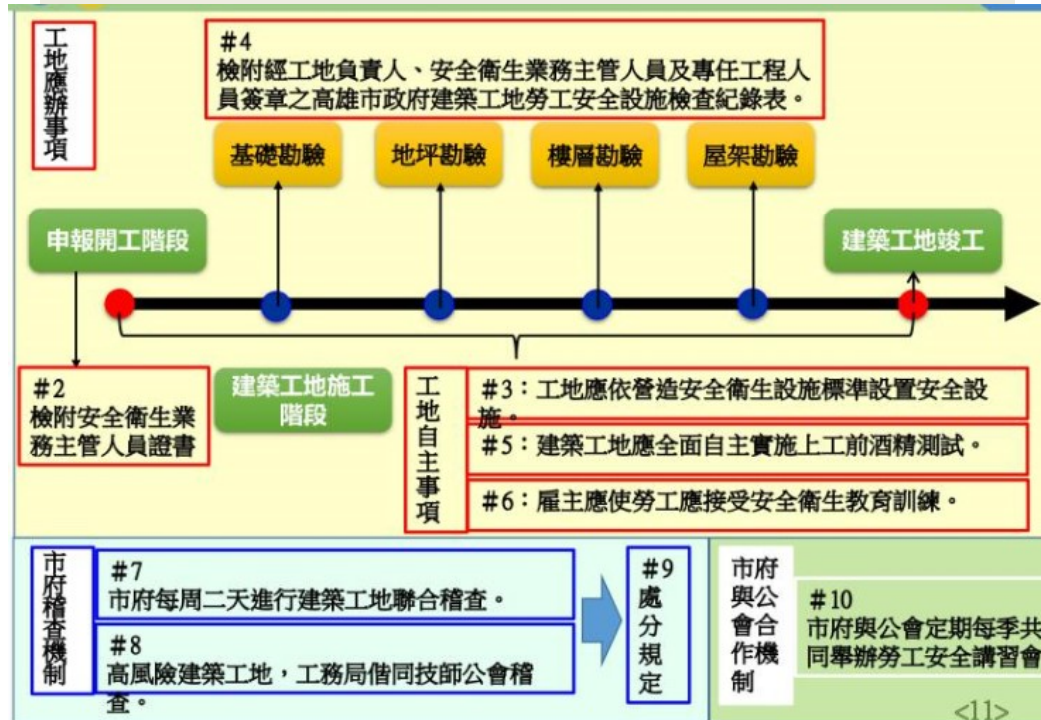 工地應辦事項
#4
檢附經工地負責人、安全衛生業務主管人員及專任工程人
員簽章之高雄市政府建築工地勞工安全設施檢查紀錄表。
基礎勘驗
地坪勘驗
樓層勘驗
屋架勘驗
申報開工階段
建築工地竣工
#2
檢附安全衛生業
務主管人員證書
建築工地施工
階段
工地自主事項
#3:工地應依營造安全衛生設施標準設置安全設
施。
#5:建築工地應全面自主實施上工前酒精測試。
#6:雇主應使勞工應接受安全衛生教育訓練。
市府稽查機制
#7
市府每周二天進行建築工地聯合稽查。
#8
高風險建築工地,工務局偕同技師公會稽
查。
#9
處分規定
市府
與公
會合
作機
制
#10
市府與公會定期每季共
同舉辦勞工安全講習會
<11>